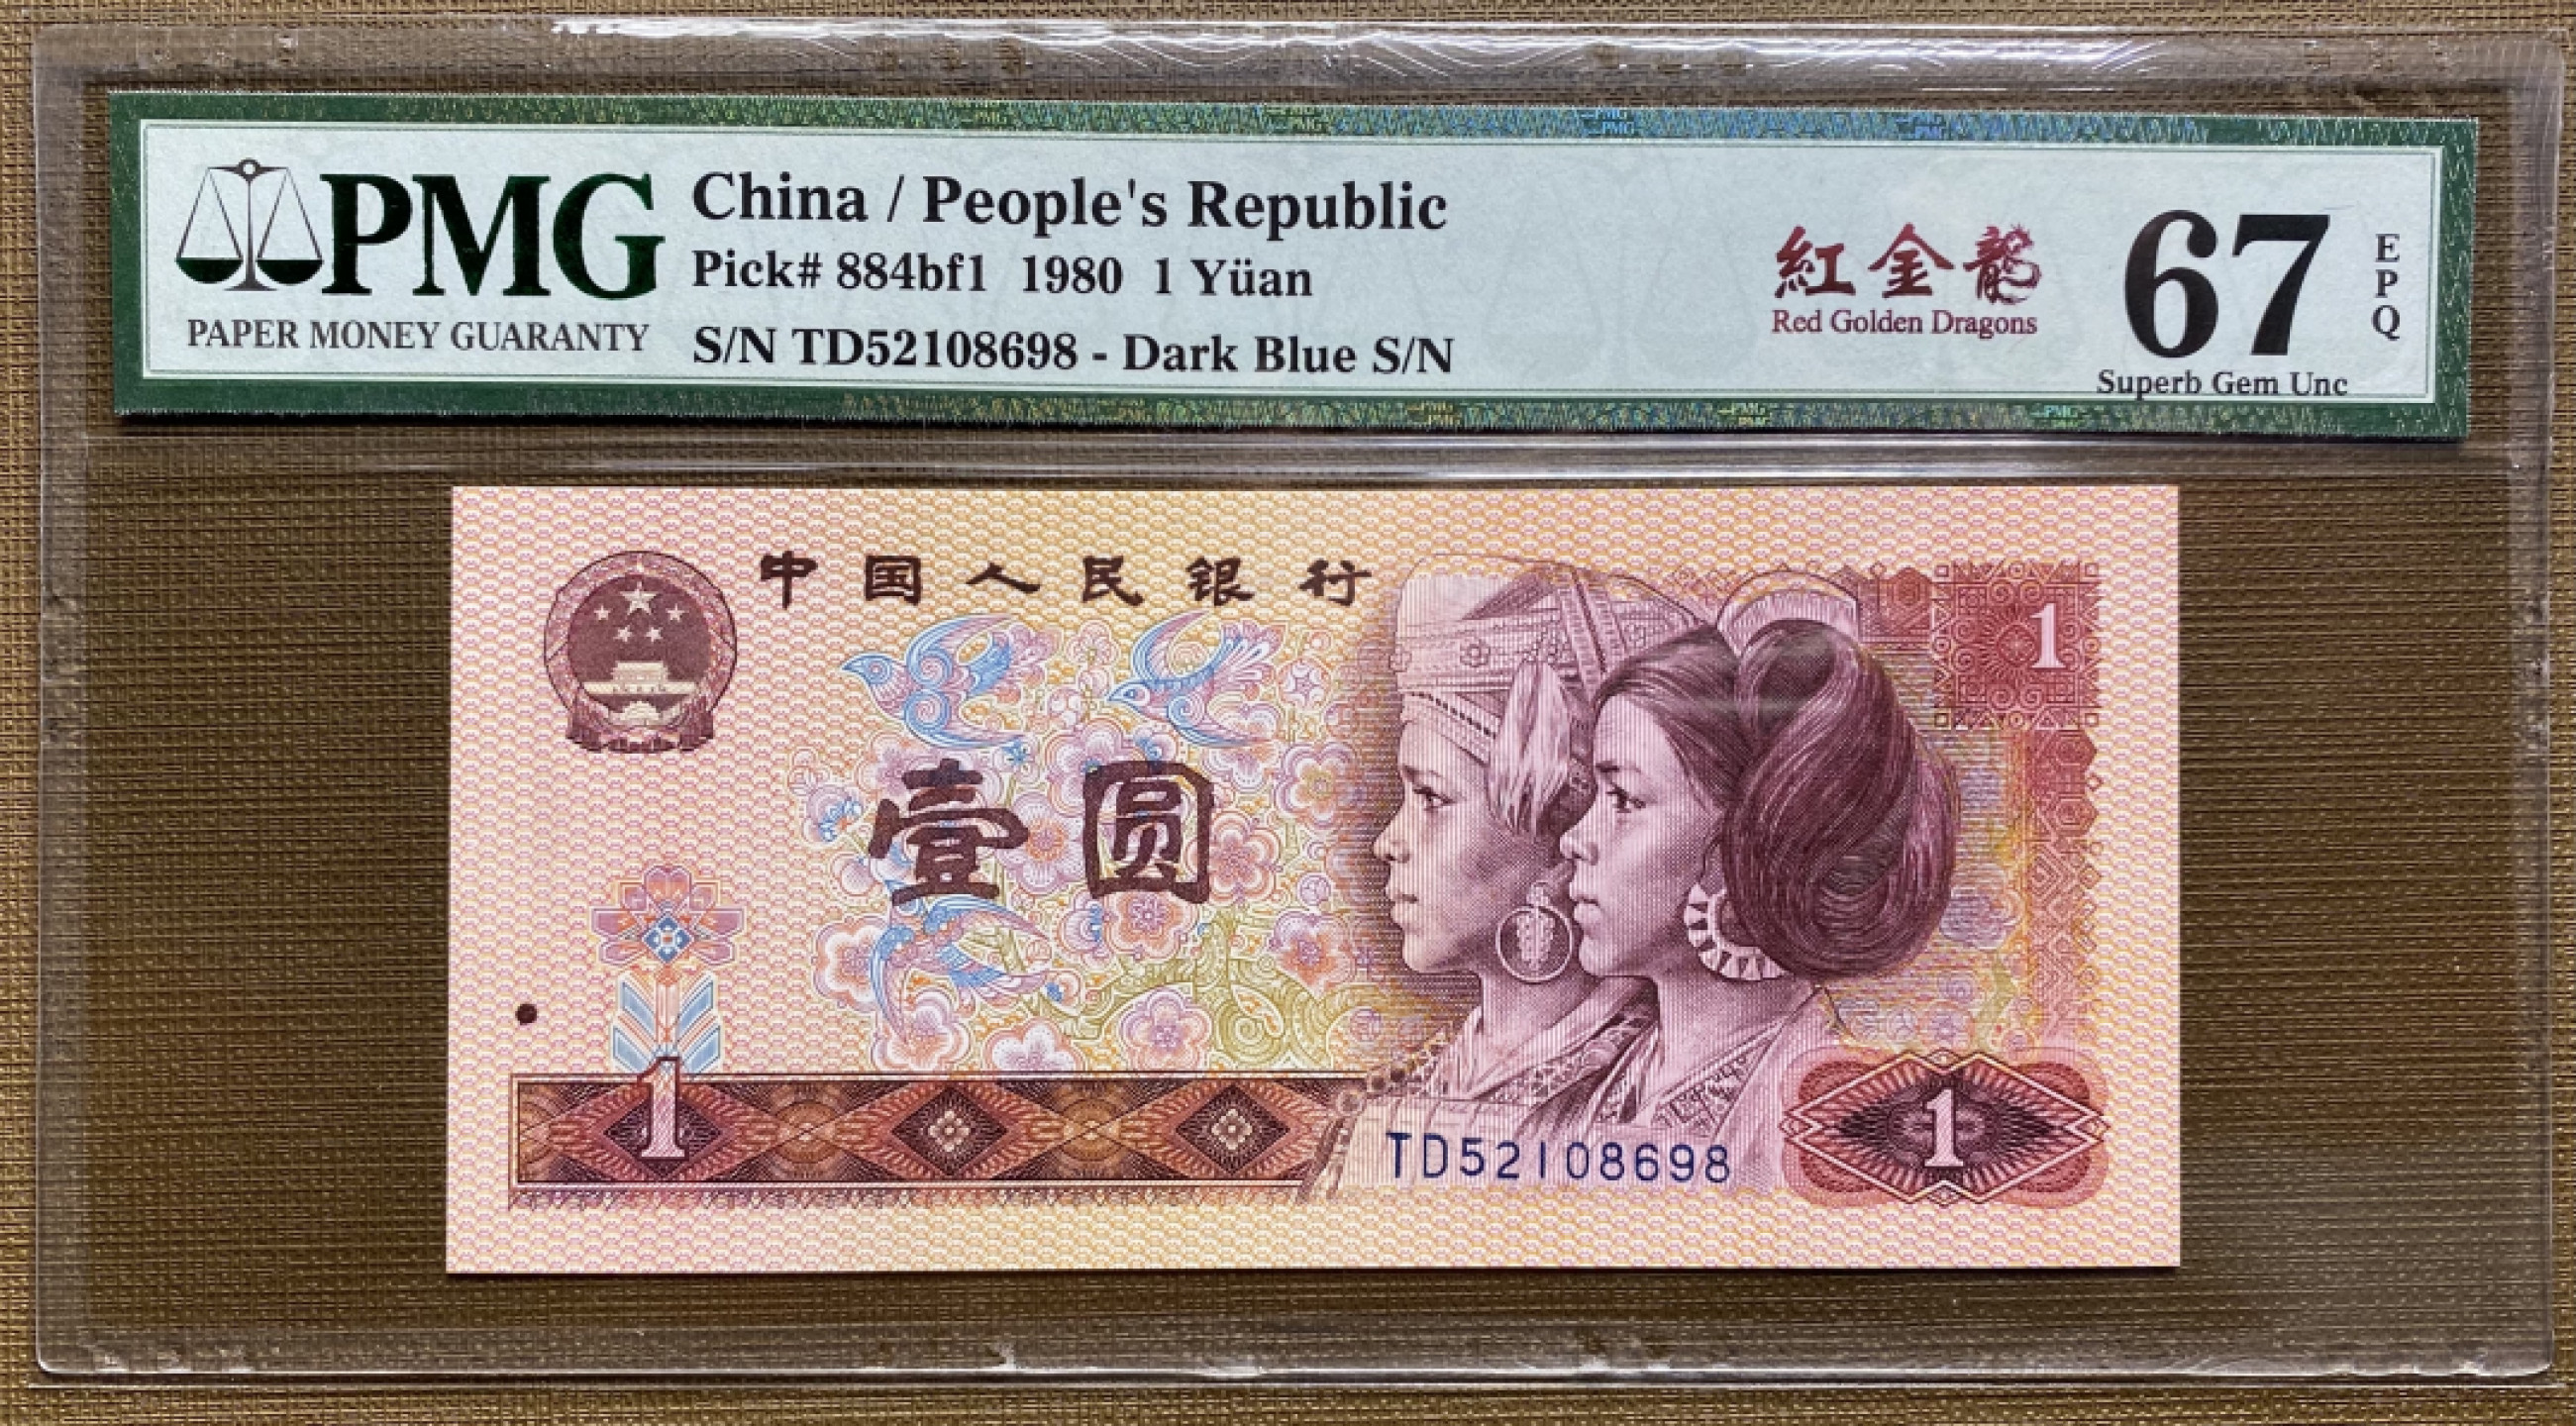 PMG
PAPER MONEY GUARANTY
China / People's Republic
Pick# 884bf1 1980 1 Yüan
S/N TD52108698 - Dark Blue S/N
紅金龍
Red Golden Dragons
67
EPQ
Superb Gem Unc
中国人民银行
1
壹圆
1
TD52108698
1